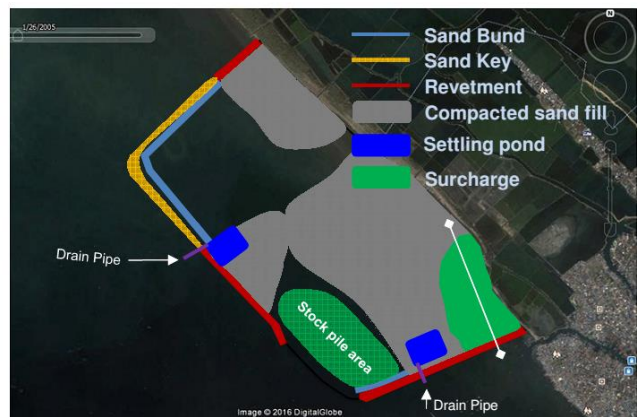 1/26/2005
N
Sand Bund
Sand Key
Revetment
Compacted sand fill
Settling pond
Surcharge
Drain Pipe
Stock pile area
Drain Pipe
Image © 2016 DigitalGlobe